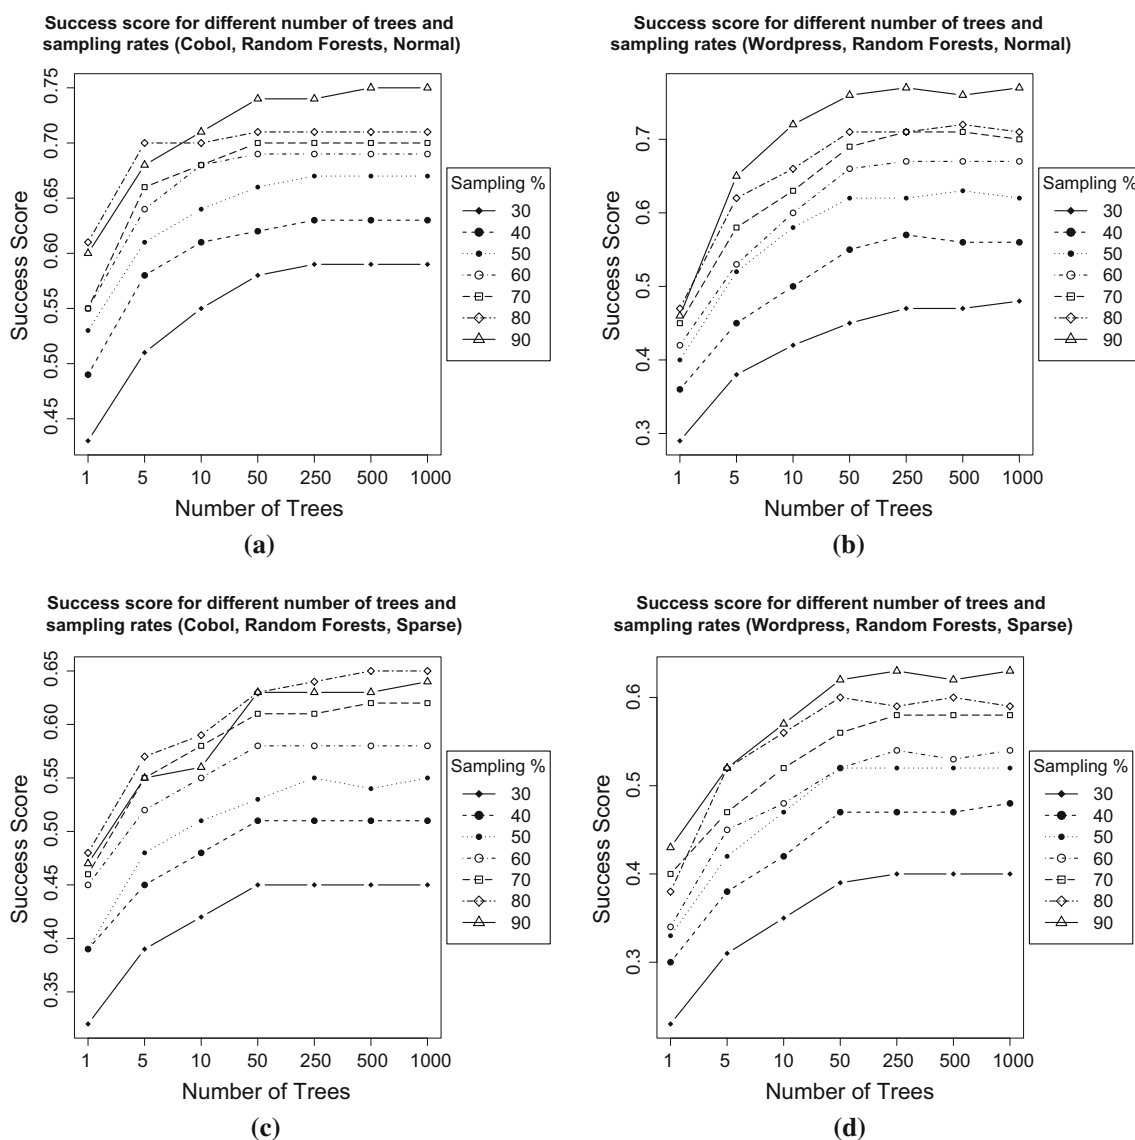 Success score for different number of trees and
sampling rates (Cobol, Random Forests, Normal)
0.75
0.70
0.65
0.60
0.55
0.50
0.45
Success Score
1 5 10 50 250 500 1000
Number of Trees
Sampling %
30
40
50
60
70
80
90
(a)
Success score for different number of trees and
sampling rates (Wordpress, Random Forests, Normal)
0.7
0.6
0.5
0.4
0.3
Success Score
1 5 10 50 250 500 1000
Number of Trees
Sampling %
30
40
50
60
70
80
90
(b)
Success score for different number of trees and
sampling rates (Cobol, Random Forests, Sparse)
0.65
0.60
0.55
0.50
0.45
0.40
0.35
Success Score
1 5 10 50 250 500 1000
Number of Trees
Sampling %
30
40
50
60
70
80
90
(c)
Success score for different number of trees and
sampling rates (Wordpress, Random Forests, Sparse)
0.6
0.5
0.4
0.3
Success Score
1 5 10 50 250 500 1000
Number of Trees
Sampling %
30
40
50
60
70
80
90
(d)